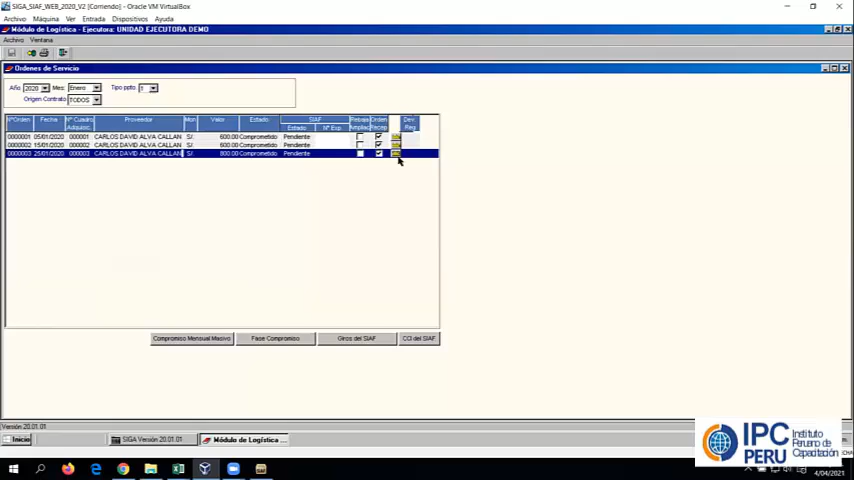 SIGA_SIAF_WEB_2020_V2 [Corriendo] - Oracle VM VirtualBox
Archivo Máquina Ver Entrada Dispositivos Ayuda
Módulo de Logística - Ejecutora: UNIDAD EJECUTORA DEMO
Archivo Ventana
Ordenes de Servicio
Año 2020 Mes: Enero Tipo ppto.
Origen Contrato TODOS
NºOrden Fecha Nº Cuadro Adquisic. Proveedor Mon Valor Estado SIAF Estado Nº Exp. Rebaja Ampliac Orden Recep Dev. Reg
0000001 05/01/2020 000001 CARLOS DAVID ALVA CALLAN S/. 600.00 Comprometido Pendiente
0000002 15/01/2020 000002 CARLOS DAVID ALVA CALLAN S/. 600.00 Comprometido Pendiente
0000003 25/01/2020 000003 CARLOS DAVID ALVA CALLAN S/. 800.00 Comprometido Pendiente
Compromiso Mensual Masivo Fase Compromiso Giros del SIAF CCI del SIAF
Versión 20.01.01
Inicio SIGA Versión 20.01.01 Módulo de Logística ...
IPC PERU Instituto Peruano de Capacitación
4/04/2021